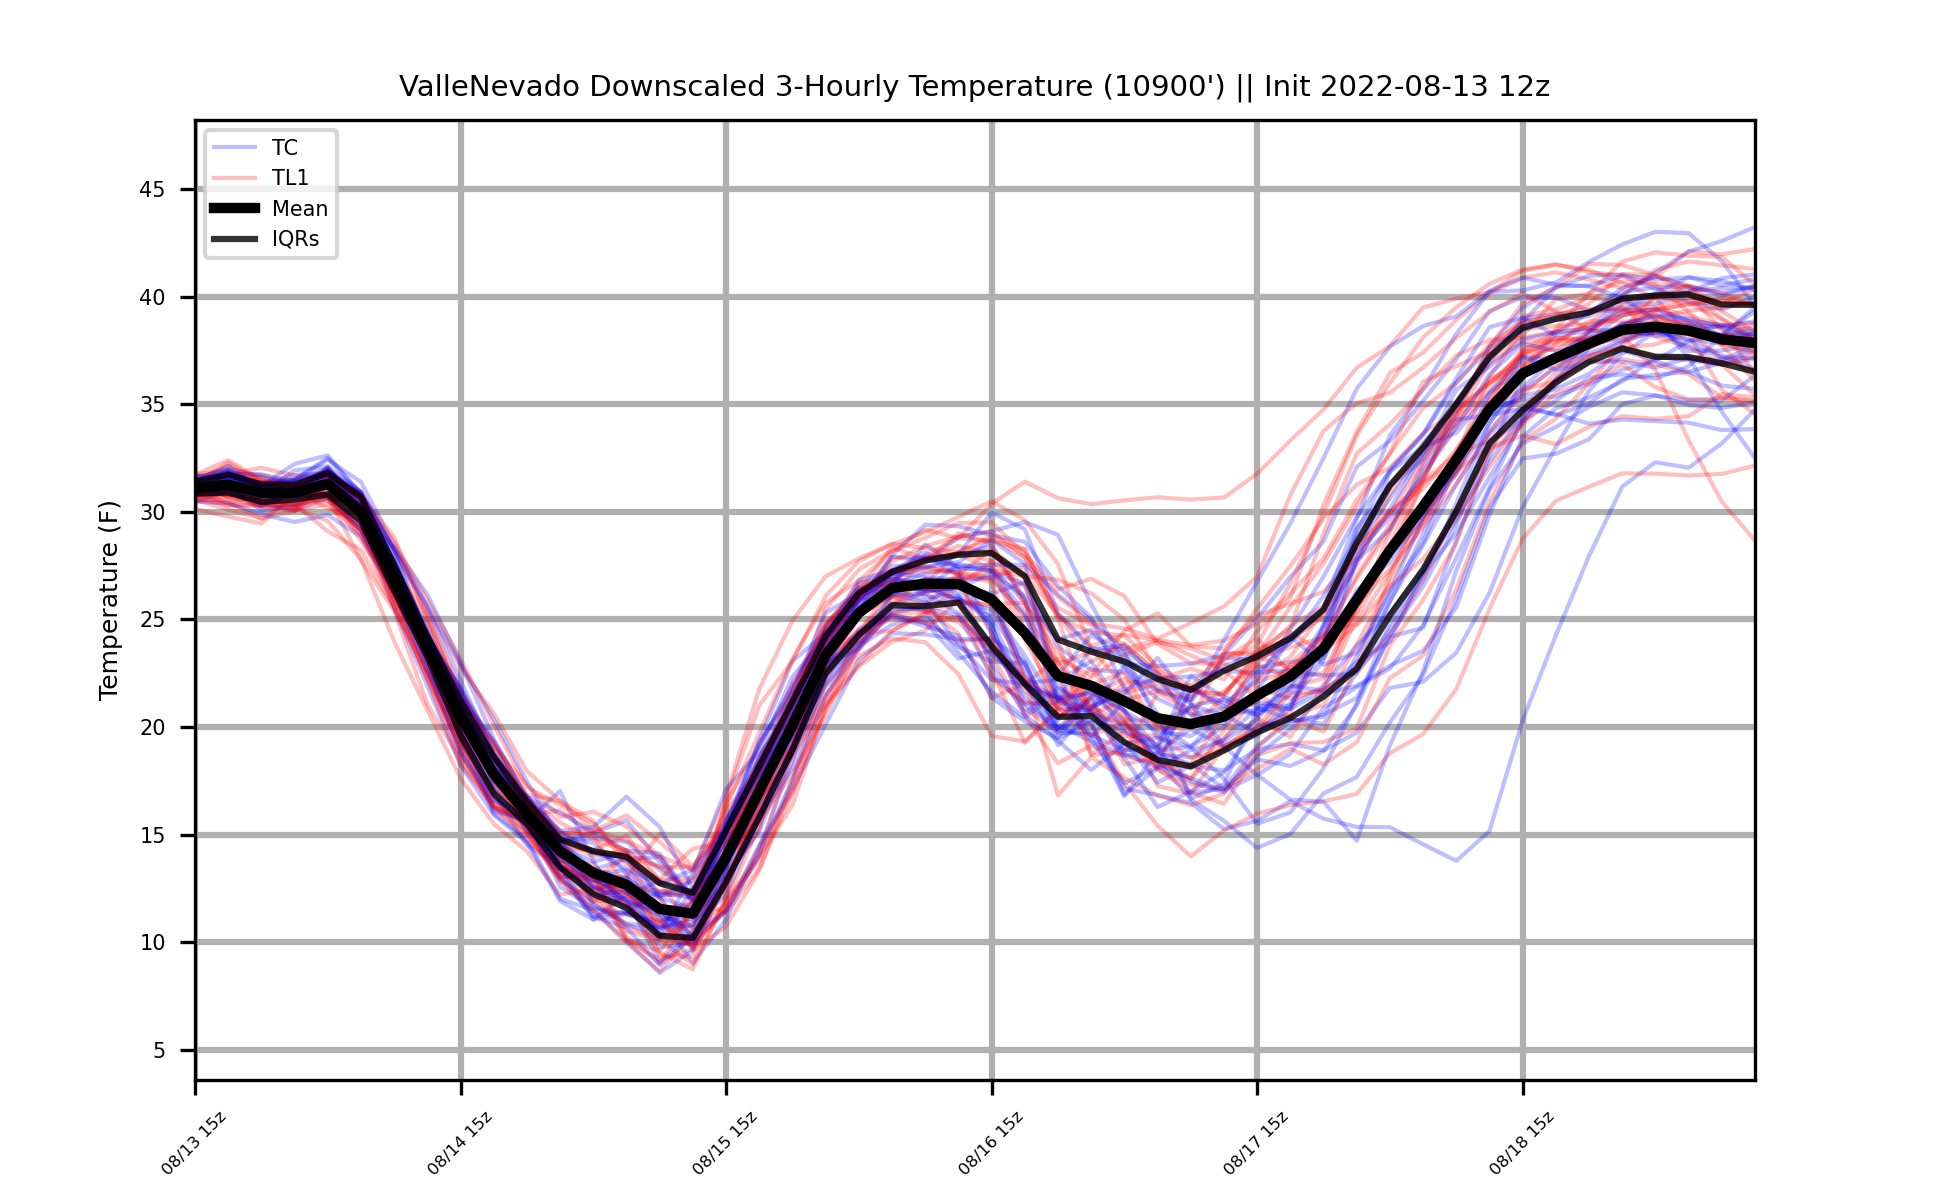 ValleNevado Downscaled 3-Hourly Temperature (10900') || Init 2022-08-13 12z
TC
TL1
Mean
IQRs
Temperature (F)
45
40
35
30
25
20
15
10
5
08/13 15z
08/14 15z
08/15 15z
08/16 15z
08/17 15z
08/18 15z